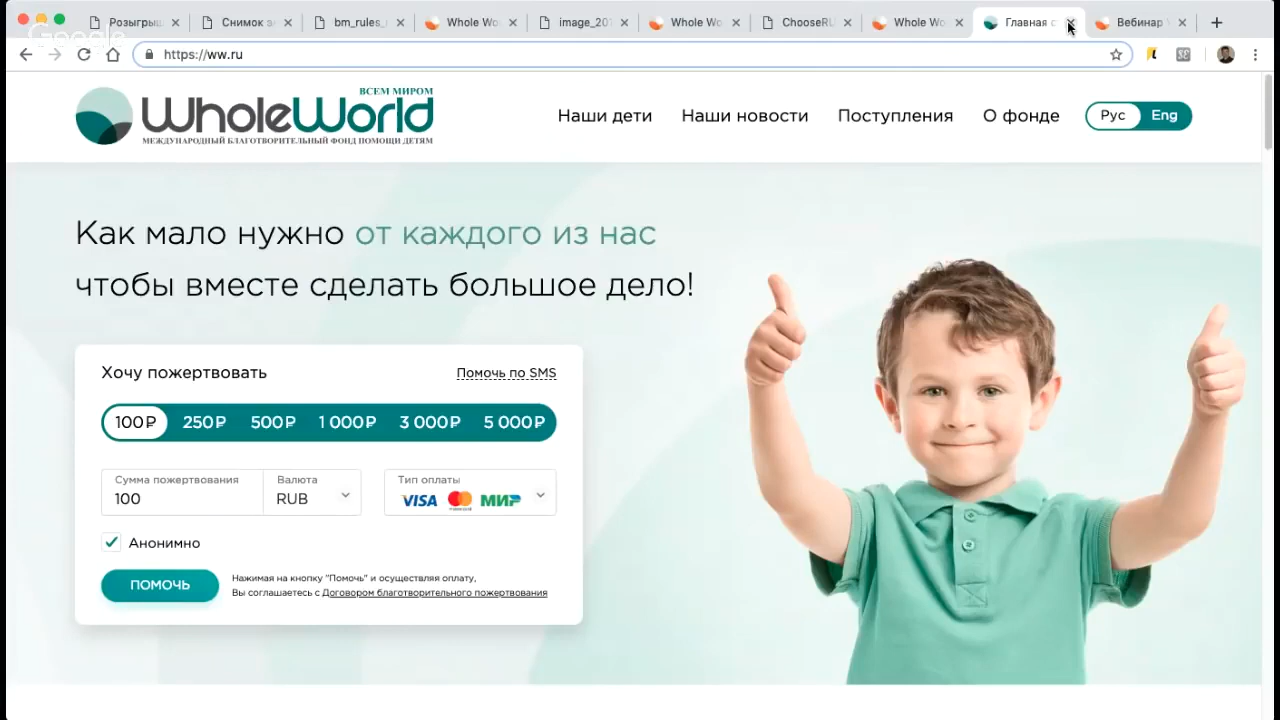 Розыгрыш
Снимок э
bm_rules_
Whole Wo
image_201
Whole Wo
ChooseRU
Whole Wo
Главная с
Вебинар
Google
https://ww.ru
ВСЕМ МИРОМ
WholeWorld
МЕЖДУНАРОДНЫЙ БЛАГОТВОРИТЕЛЬНЫЙ ФОНД ПОМОЩИ ДЕТЯМ
Наши дети
Наши новости
Поступления
О фонде
Рус
Eng
Как мало нужно от каждого из нас
чтобы вместе сделать большое дело!
Хочу пожертвовать
Помочь по SMS
100₽ 250₽ 500₽ 1 000₽ 3 000₽ 5 000₽
Сумма пожертвования
100
Валюта
RUB
Тип оплаты
VISA
МИР
Анонимно
ПОМОЧЬ
Нажимая на кнопку "Помочь" и осуществляя оплату,
Вы соглашаетесь с Договором благотворительного пожертвования